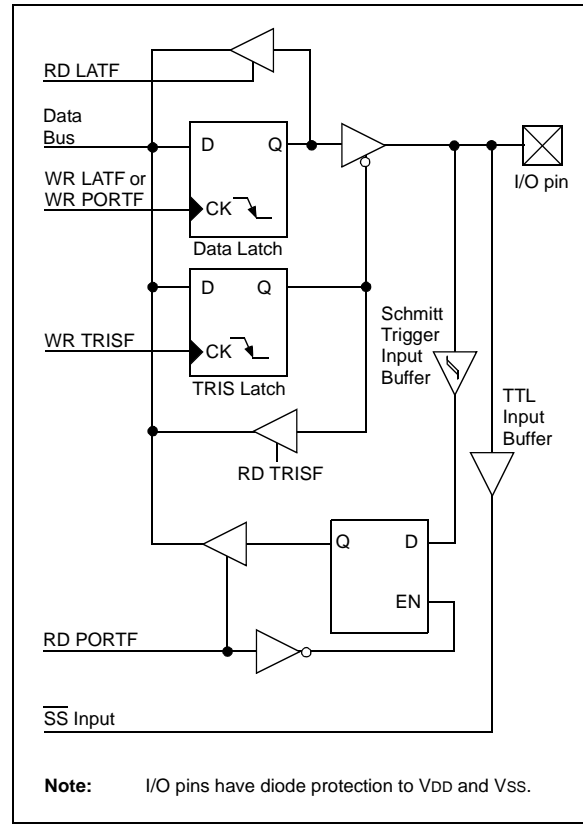 RD LATF
Data
Bus
D Q
I/O pin
WR LATF or
WR PORTF
CK
Data Latch
D Q
Schmitt
Trigger
Input
Buffer
WR TRISF
CK
TRIS Latch
TTL
Input
Buffer
RD TRISF
Q D
EN
RD PORTF
S̅S̅ Input
Note: I/O pins have diode protection to VDD and VSS.